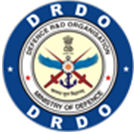 DRDO
DEFENCE R&D ORGANISATION
MINISTRY OF DEFENCE
DRDO